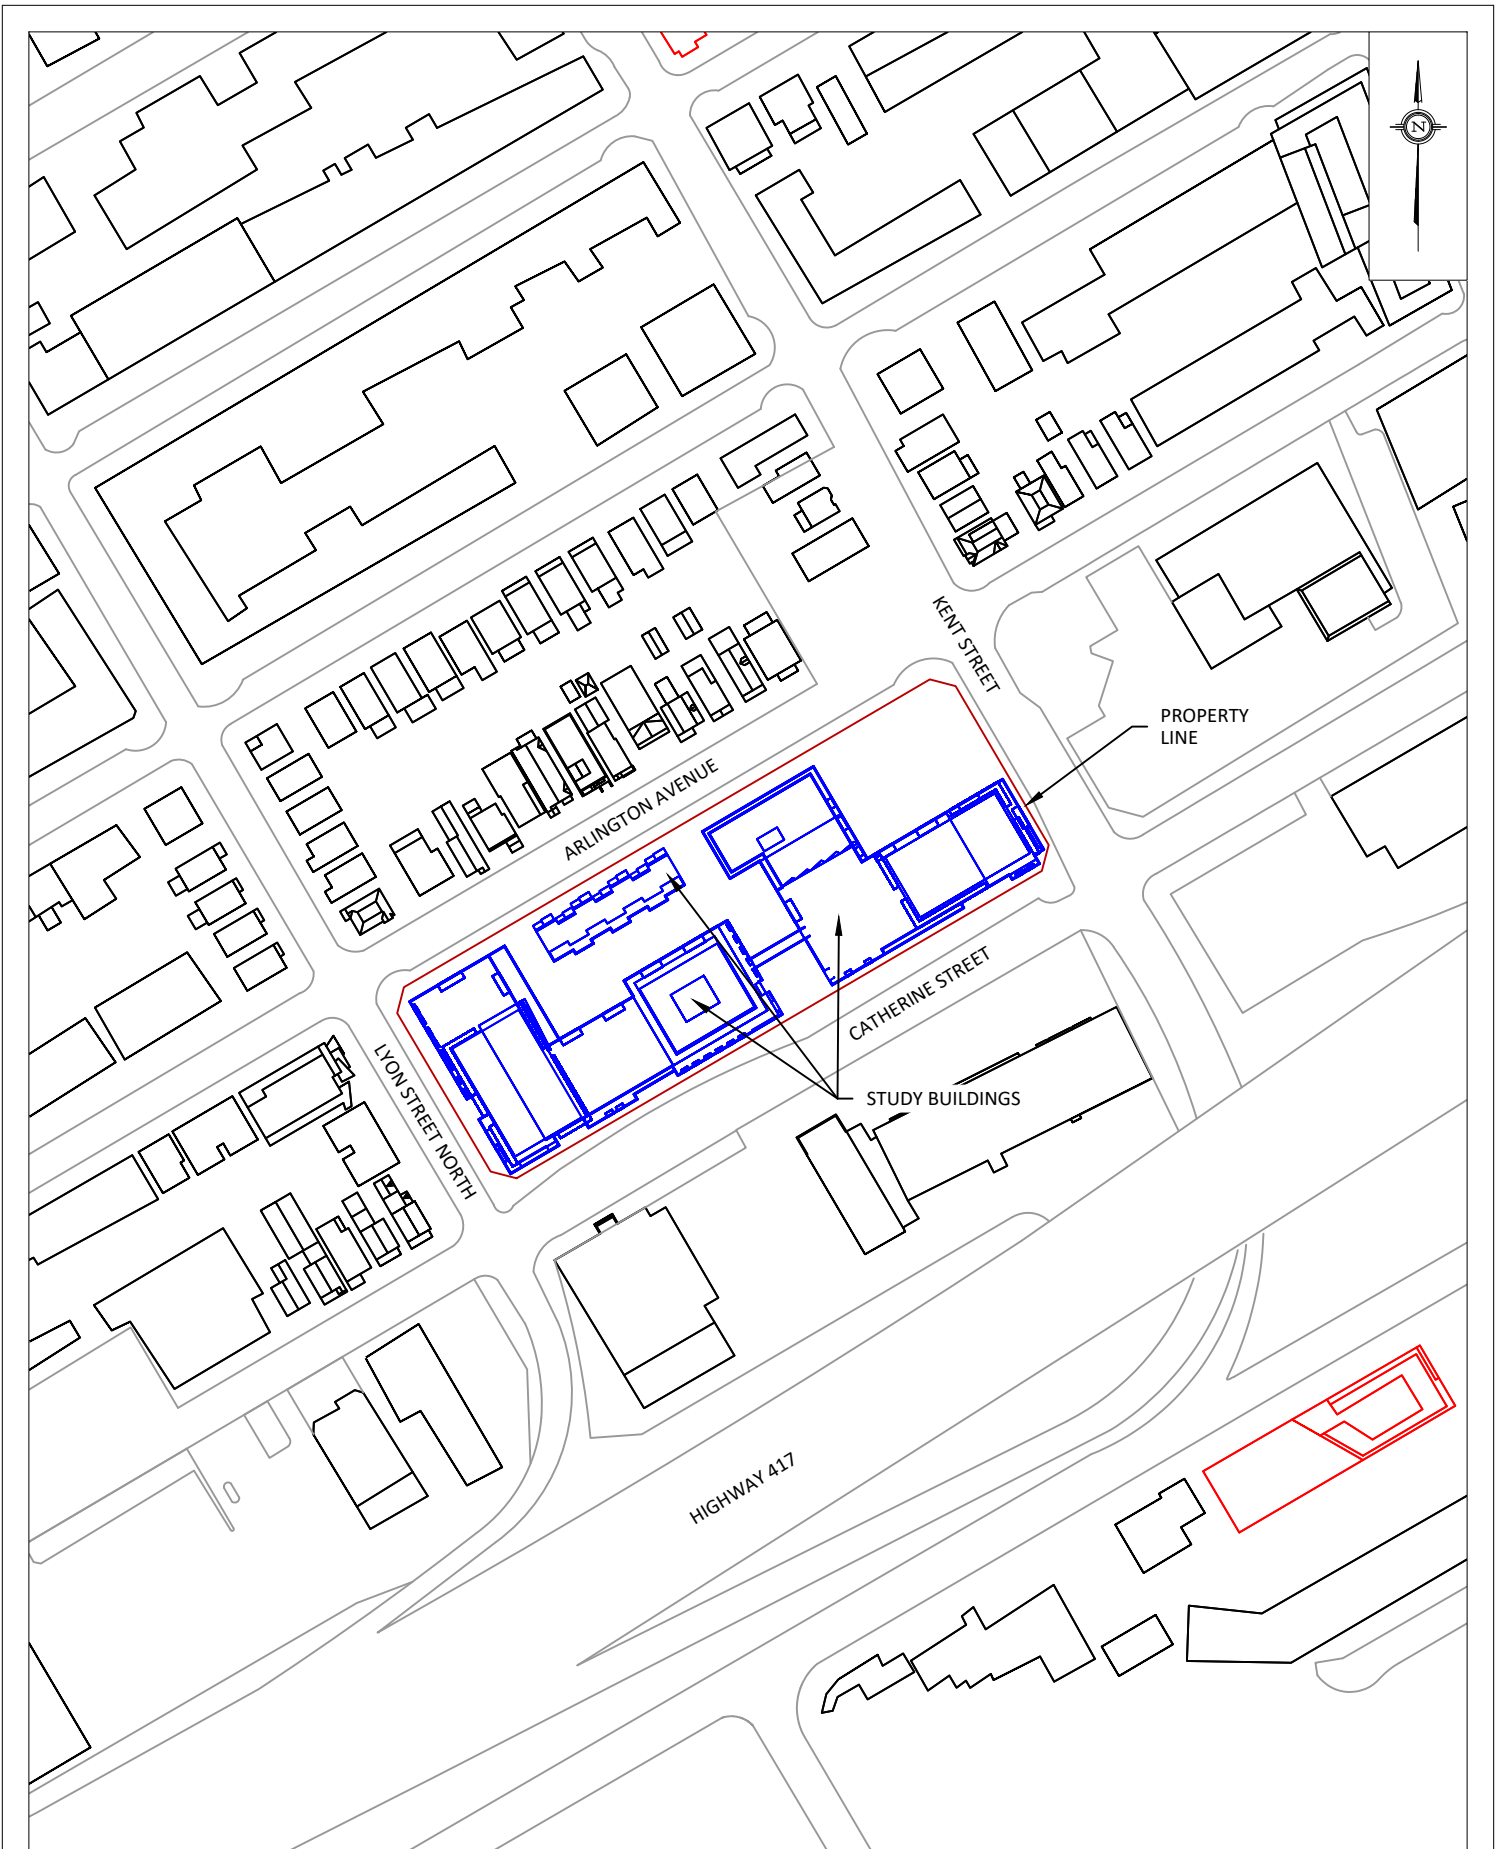 N
KENT STREET
PROPERTY
LINE
ARLINGTON AVENUE
CATHERINE STREET
LYON STREET NORTH
STUDY BUILDINGS
HIGHWAY 417